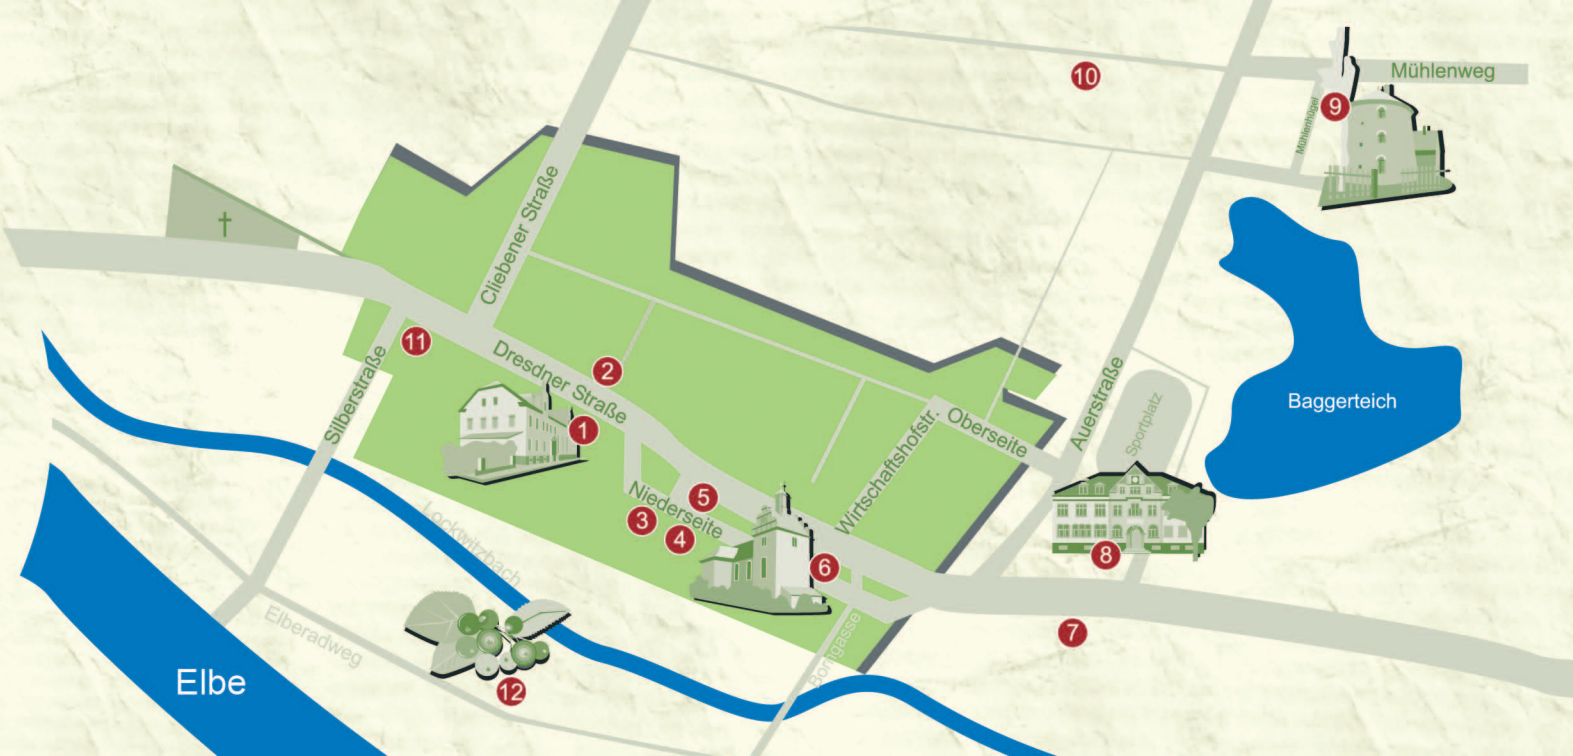 Mühlenweg
10
9
Mühlenhügel
Cliebener Straße
11
Dresdner Straße
2
Silberstraße
1
Auerstraße
Sportplatz
Baggerteich
Oberseite
Wirtschaftshofstr.
5
Niederseite
3
4
6
8
Lockwitzbach
7
Elberadweg
Borngasse
Elbe
12